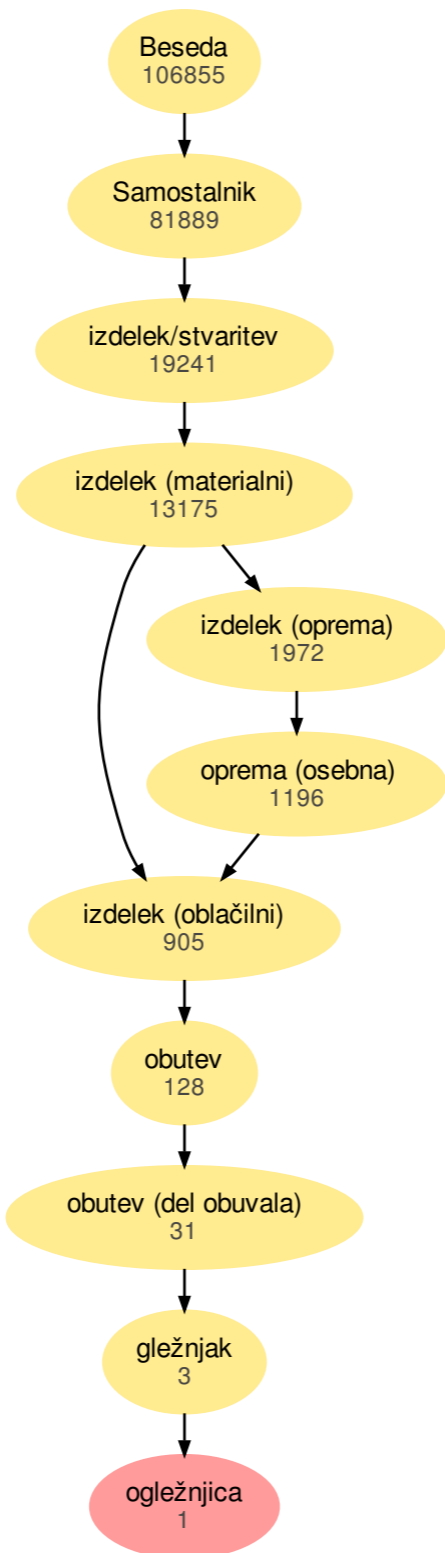 Beseda
106855
Samostalnik
81889
izdelek/stvaritev
19241
izdelek (materialni)
13175
izdelek (oprema)
1972
oprema (osebna)
1196
izdelek (oblačilni)
905
obutev
128
obutev (del obuvala)
31
gležnjak
3
ogležnjica
1